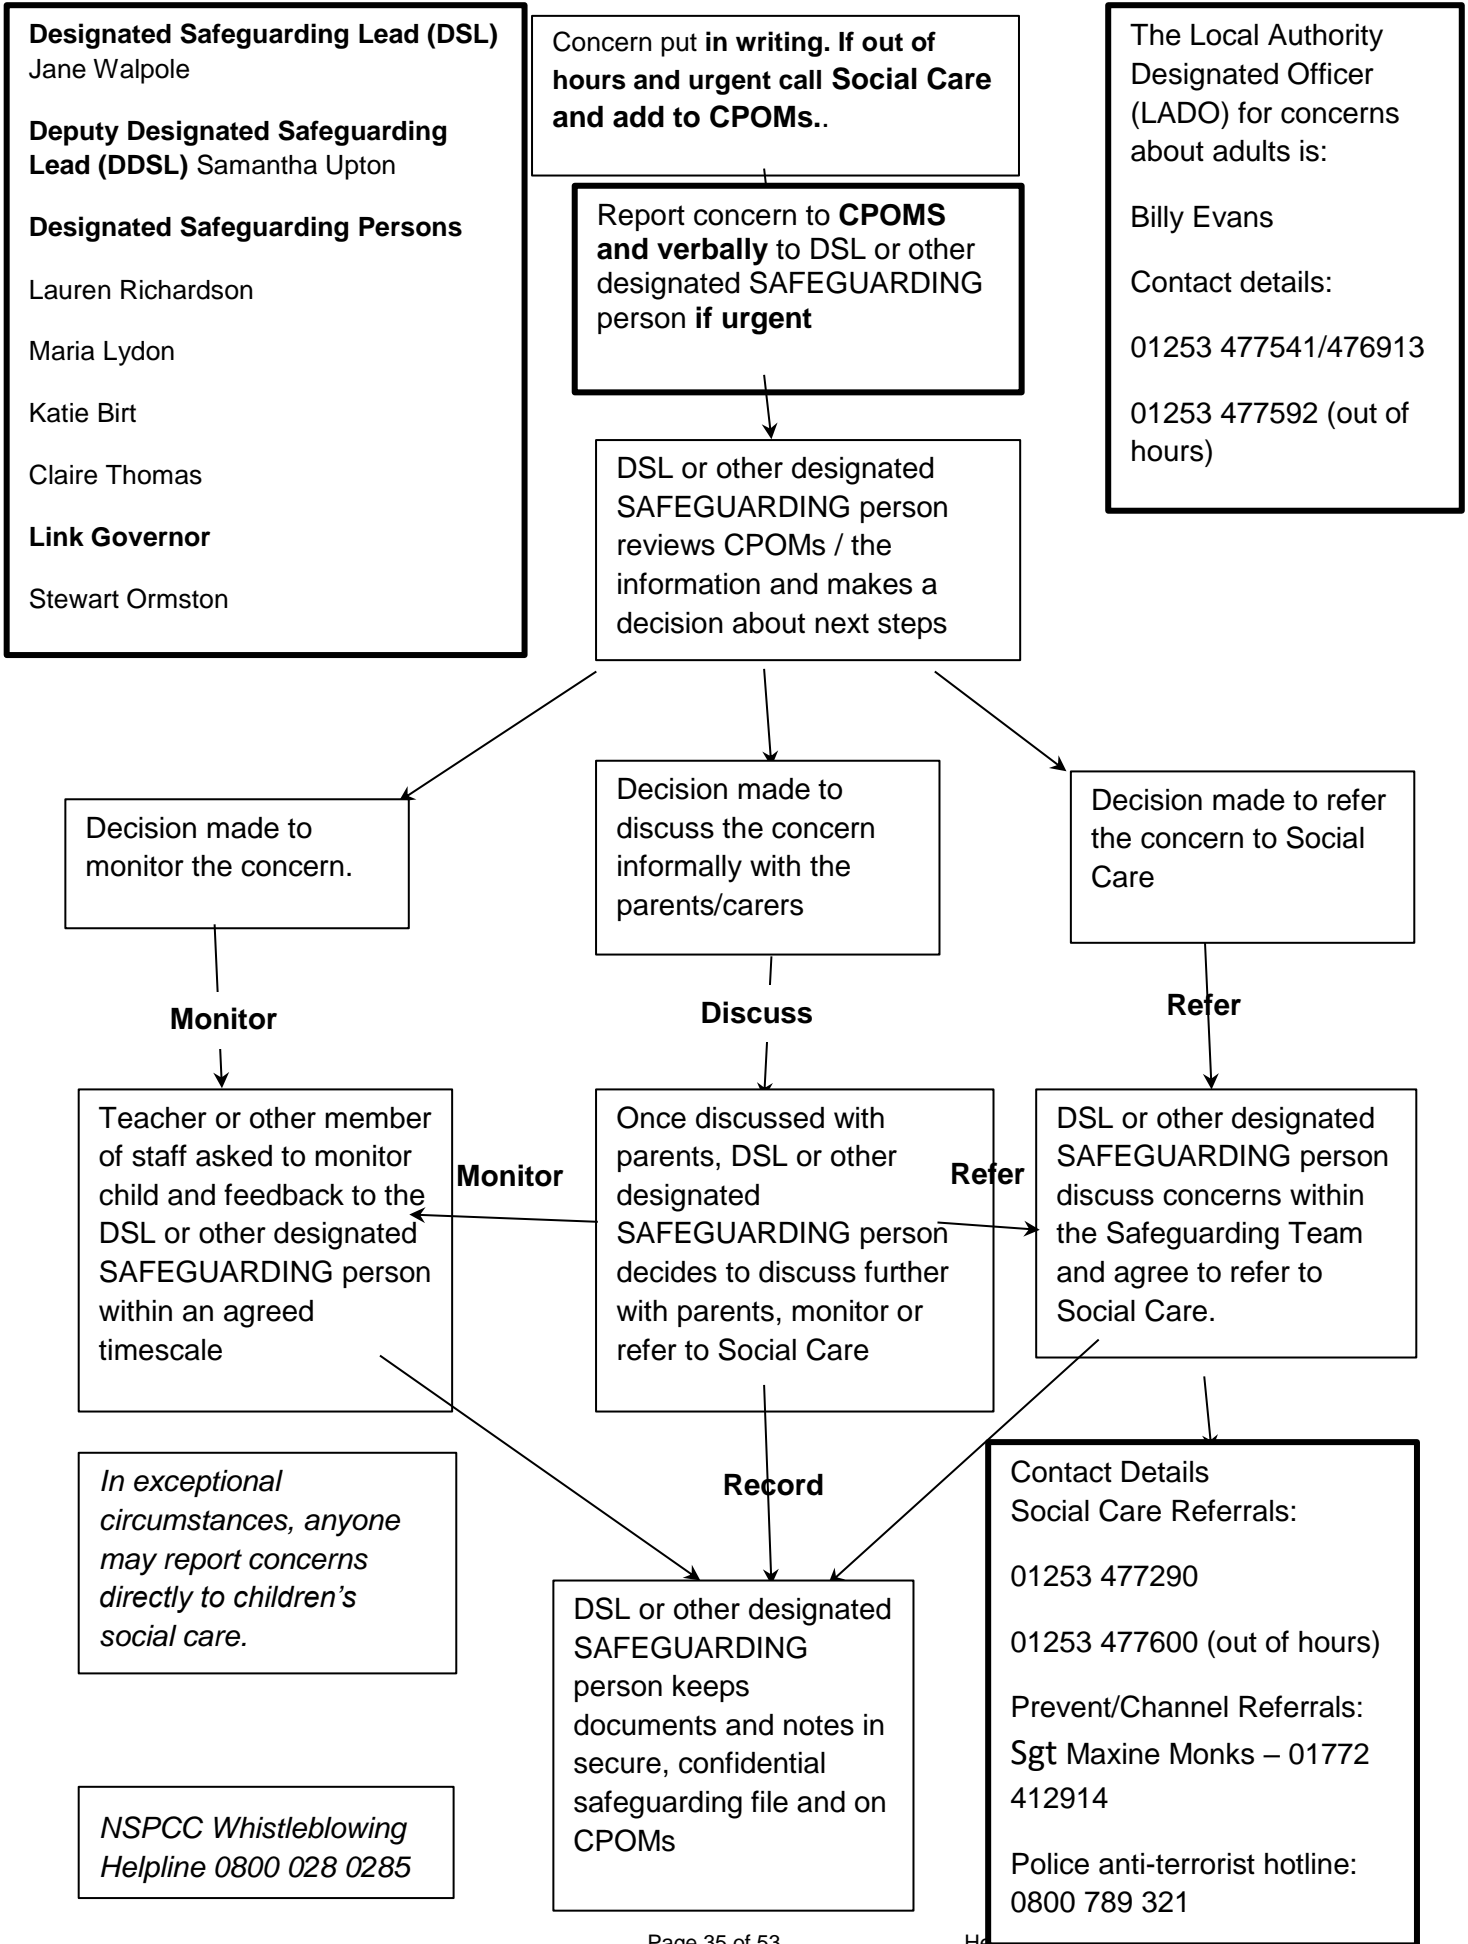 Designated Safeguarding Lead (DSL)
Jane Walpole
Deputy Designated Safeguarding
Lead (DDSL) Samantha Upton
Designated Safeguarding Persons
Lauren Richardson
Maria Lydon
Katie Birt
Claire Thomas
Link Governor
Stewart Ormston
Concern put in writing. If out of
hours and urgent call Social Care
and add to CPOMs..
Report concern to CPOMS
and verbally to DSL or other
designated SAFEGUARDING
person if urgent
The Local Authority
Designated Officer
(LADO) for concerns
about adults is:
Billy Evans
Contact details:
01253 477541/476913
01253 477592 (out of
hours)
DSL or other designated
SAFEGUARDING person
reviews CPOMs / the
information and makes a
decision about next steps
Decision made to
monitor the concern.
Decision made to
discuss the concern
informally with the
parents/carers
Decision made to refer
the concern to Social
Care
Monitor
Discuss
Refer
Teacher or other member
of staff asked to monitor
child and feedback to the
DSL or other designated
SAFEGUARDING person
within an agreed
timescale
Monitor
Once discussed with
parents, DSL or other
designated
SAFEGUARDING person
decides to discuss further
with parents, monitor or
refer to Social Care
Refer
DSL or other designated
SAFEGUARDING person
discuss concerns within
the Safeguarding Team
and agree to refer to
Social Care.
In exceptional
circumstances, anyone
may report concerns
directly to children's
social care.
Record
DSL or other designated
SAFEGUARDING
person keeps
documents and notes in
secure, confidential
safeguarding file and on
CPOMs
Contact Details
Social Care Referrals:
01253 477290
01253 477600 (out of hours)
Prevent/Channel Referrals:
Sgt Maxine Monks – 01772
412914
Police anti-terrorist hotline:
0800 789 321
NSPCC Whistleblowing
Helpline 0800 028 0285
Page 35 of 53